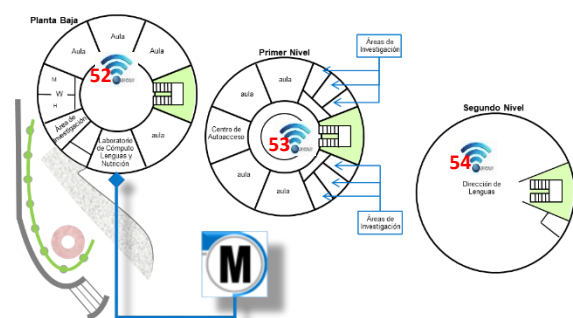 Planta Baja
Aula
Aula
Aula
52
M
W
H
Área de
Investigación
Laboratorio
de Cómputo
Lenguas y
Nutrición
aula
Primer Nivel
Áreas de
Investigación
aula
aula
Centro de
Autoacceso
53
aula
aula
Áreas de
Investigación
Segundo Nivel
54
Dirección de
Lenguas
M